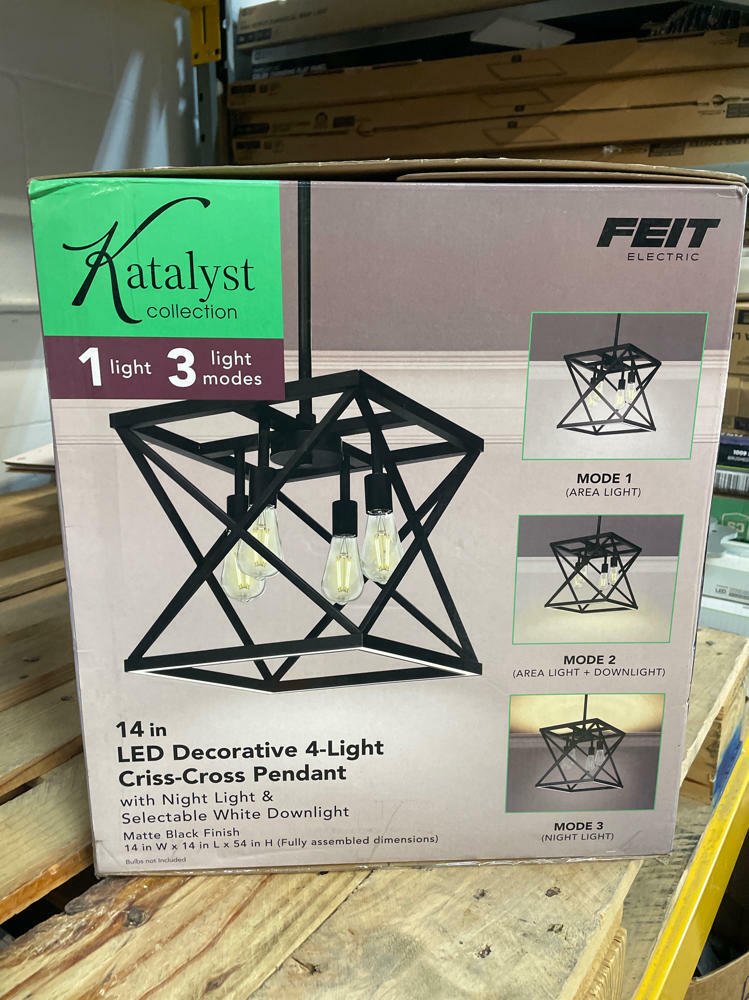 Katalyst
collection
1 light 3 light modes
FEIT
ELECTRIC
MODE 1
(AREA LIGHT)
MODE 2
(AREA LIGHT + DOWNLIGHT)
MODE 3
(NIGHT LIGHT)
14 in
LED Decorative 4-Light
Criss-Cross Pendant
with Night Light &
Selectable White Downlight
Matte Black Finish
14 in W x 14 in L x 54 in H (Fully assembled dimensions)
Bulbs not included
LED